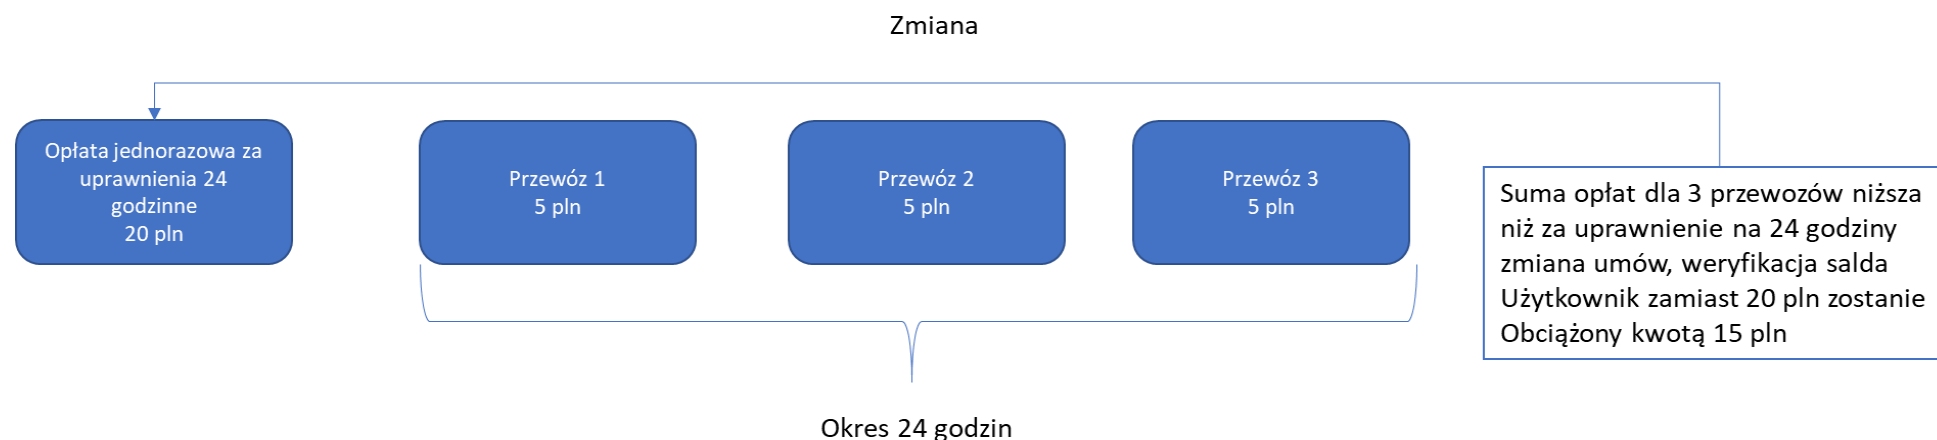 Zmiana
Opłata jednorazowa za
uprawnienia 24
godzinne
20 pln
Przewóz 1
5 pln
Przewóz 2
5 pln
Przewóz 3
5 pln
Suma opłat dla 3 przewozów niższa
niż za uprawnienie na 24 godziny
zmiana umów, weryfikacja salda
Użytkownik zamiast 20 pln zostanie
Obciążony kwotą 15 pln
Okres 24 godzin